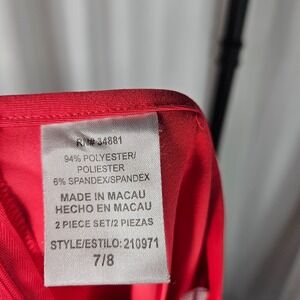 RN# 34881
94% POLYESTER/
POLIESTER
6% SPANDEX/SPANDEX
MADE IN MACAU
HECHO EN MACAU
2 PIECE SET/2 PIEZAS
STYLE/ESTILO: 210971
7/8